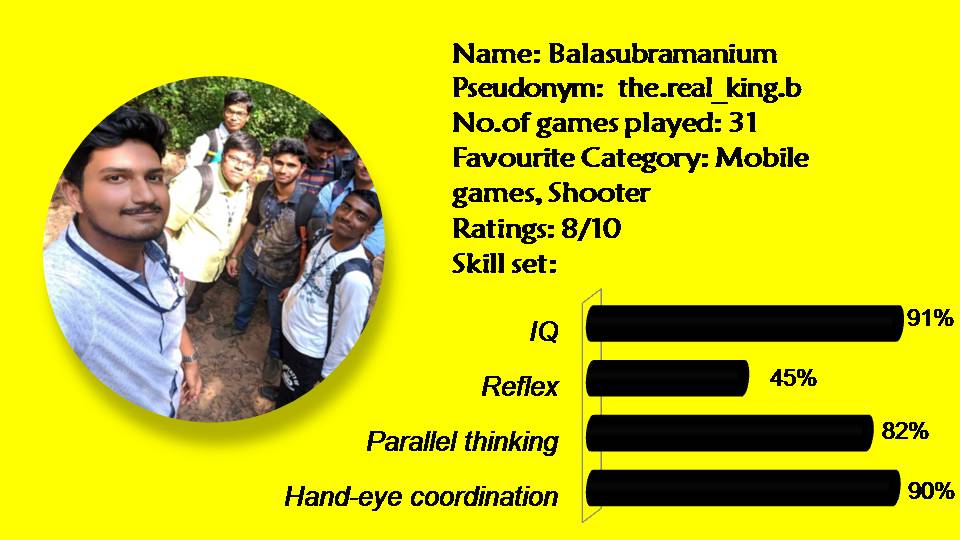 Name: Balasubramanium
Pseudonym: the.real_king.b
No.of games played: 31
Favourite Category: Mobile
games, Shooter
Ratings: 8/10
Skill set:
IQ 91%
Reflex 45%
Parallel thinking 82%
Hand-eye coordination 90%